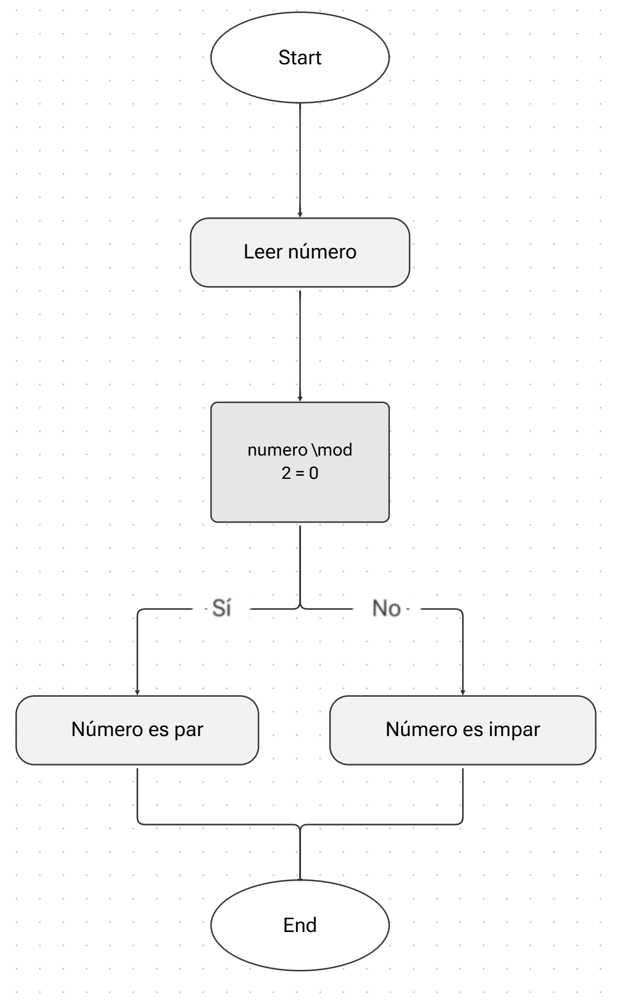 Start
Leer número
numero \mod
2 = 0
Sí
No
Número es par
Número es impar
End